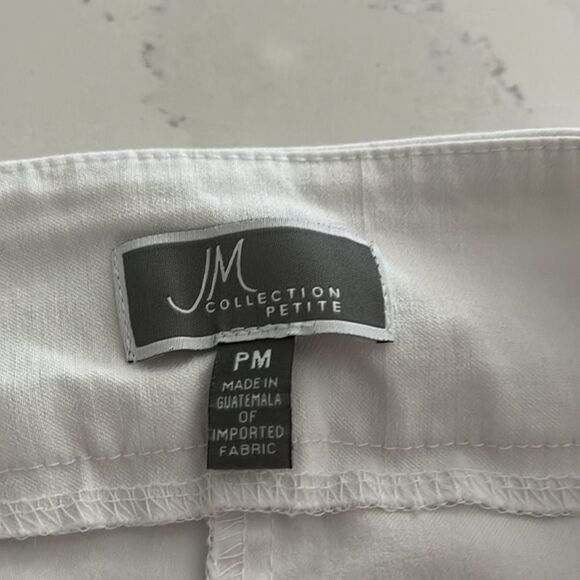 JM
COLLECTION
PETITE
PM
MADE IN
GUATEMALA
OF
IMPORTED
FABRIC